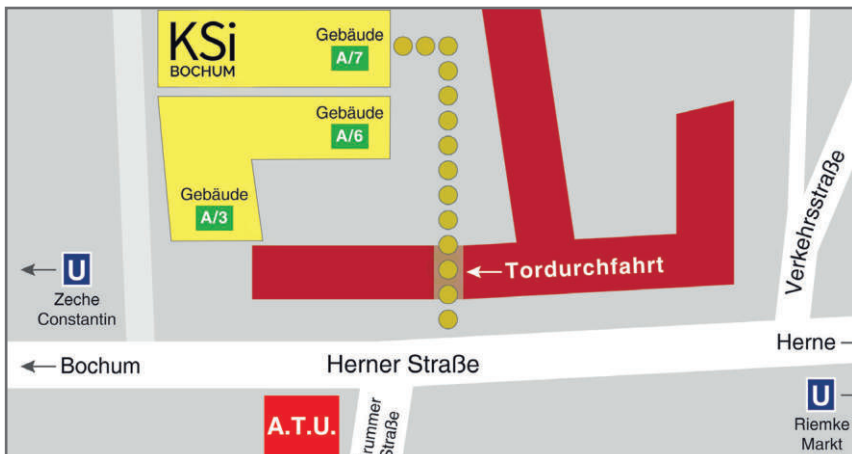 KSi
BOCHUM
Gebäude
A/7
Gebäude
A/6
Gebäude
A/3
U
Zeche
Constantin
Tordurchfahrt
Verkehrsstraße
Bochum
Herner Straße
Herne
A.T.U.
Straße
U
Riemke
Markt